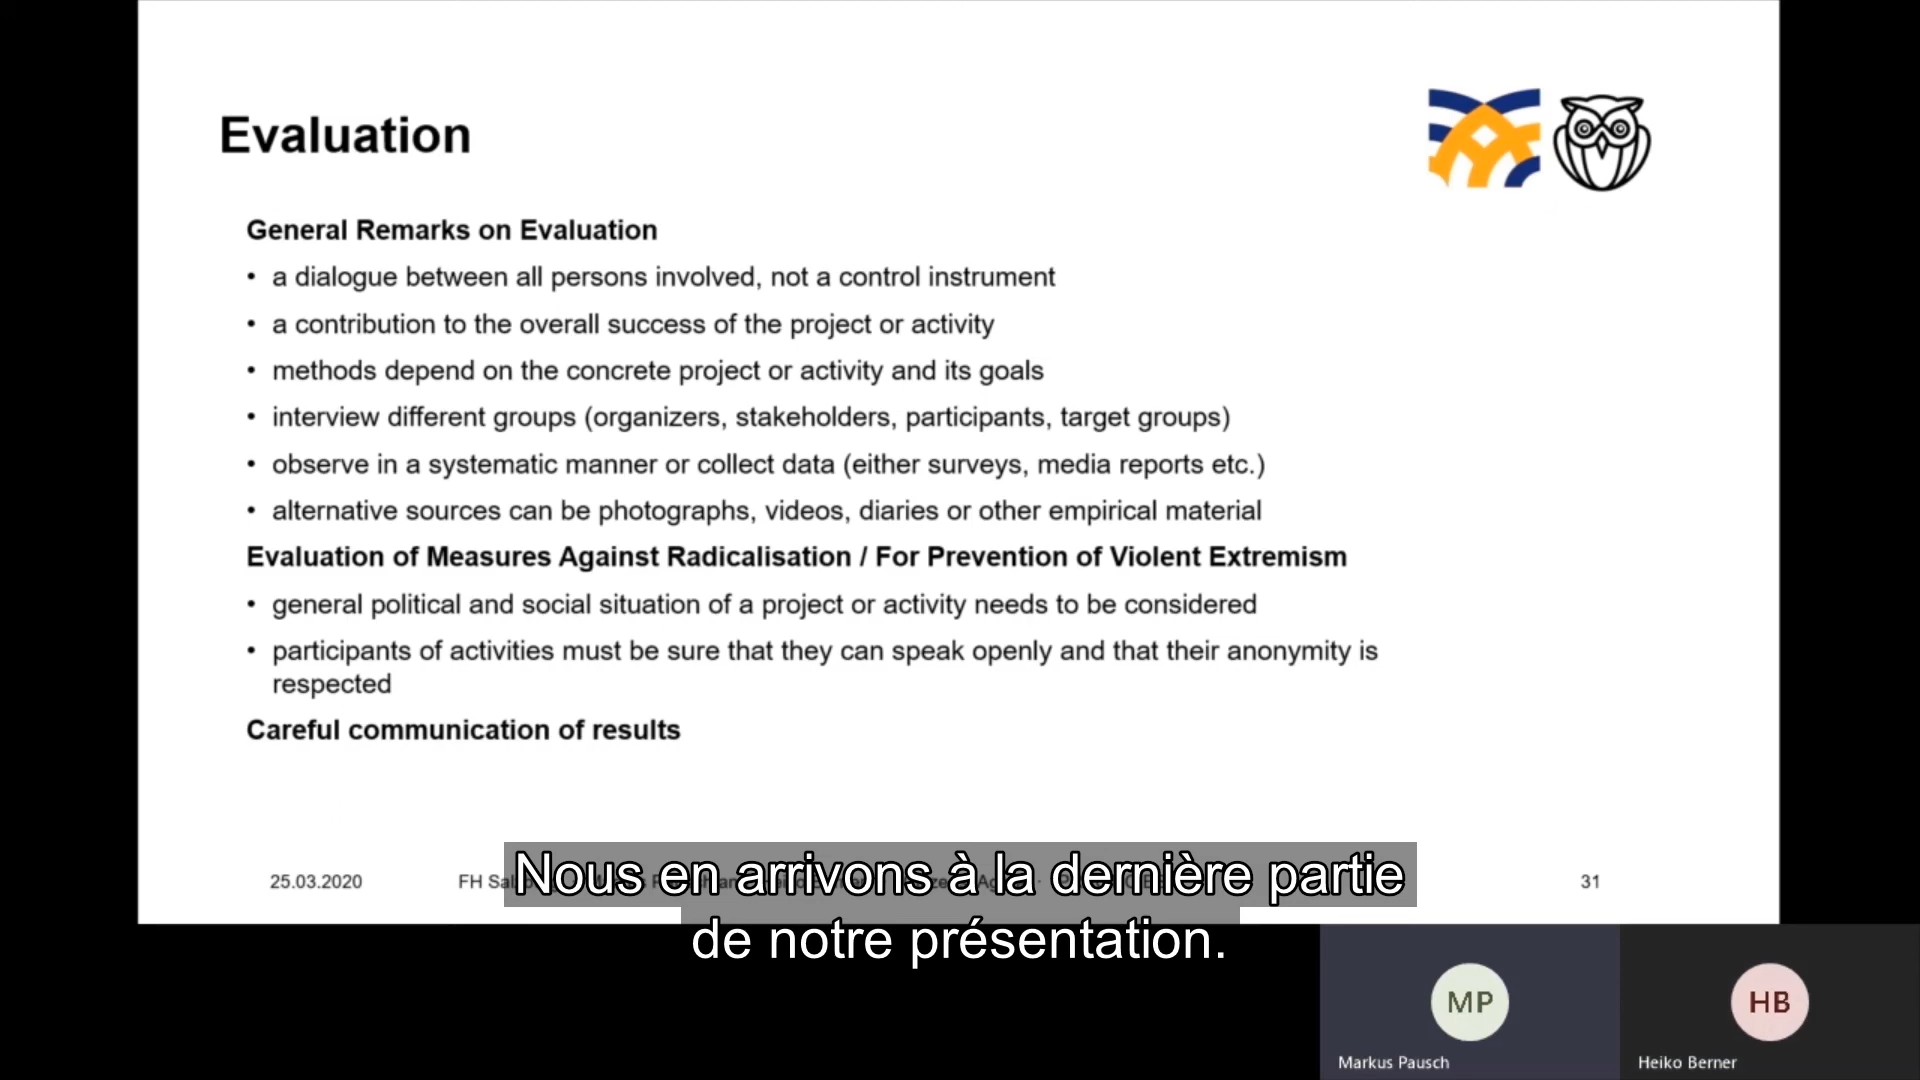 Evaluation
General Remarks on Evaluation
• a dialogue between all persons involved, not a control instrument
• a contribution to the overall success of the project or activity
• methods depend on the concrete project or activity and its goals
• interview different groups (organizers, stakeholders, participants, target groups)
• observe in a systematic manner or collect data (either surveys, media reports etc.)
• alternative sources can be photographs, videos, diaries or other empirical material
Evaluation of Measures Against Radicalisation / For Prevention of Violent Extremism
• general political and social situation of a project or activity needs to be considered
• participants of activities must be sure that they can speak openly and that their anonymity is
respected
Careful communication of results
25.03.2020
FH
31
Nous en arrivons à la dernière partie
de notre présentation.
MP
HB
Markus Pausch
Heiko Berner